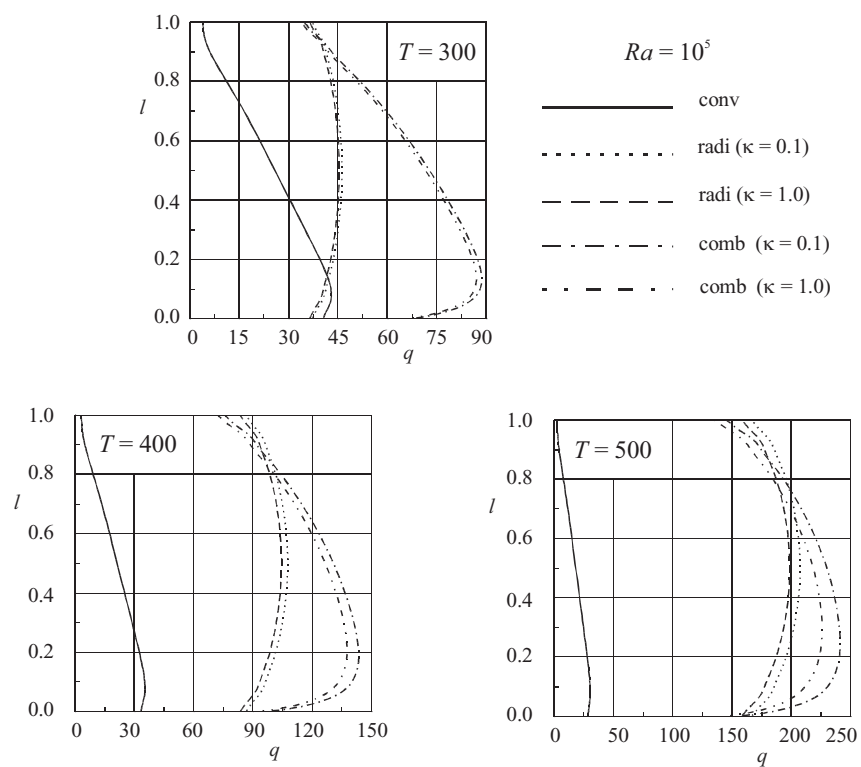 1.0
T = 300
Ra = 10⁵
0.8
l
conv
0.6
radi (κ = 0.1)
0.4
radi (κ = 1.0)
0.2
comb (κ = 0.1)
0.0
comb (κ = 1.0)
0 15 30 45 60 75 90
q
1.0
T = 400
0.8
l
0.6
0.4
0.2
0.0
0 30 60 90 120 150
q
1.0
T = 500
0.8
l
0.6
0.4
0.2
0.0
0 50 100 150 200 250
q